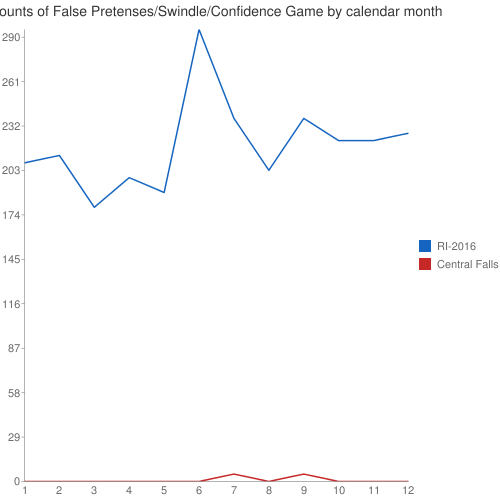 ounts of False Pretenses/Swindle/Confidence Game by calendar month
290
261
232
203
174
145
116
87
58
29
0
1 2 3 4 5 6 7 8 9 10 11 12
RI-2016
Central Falls